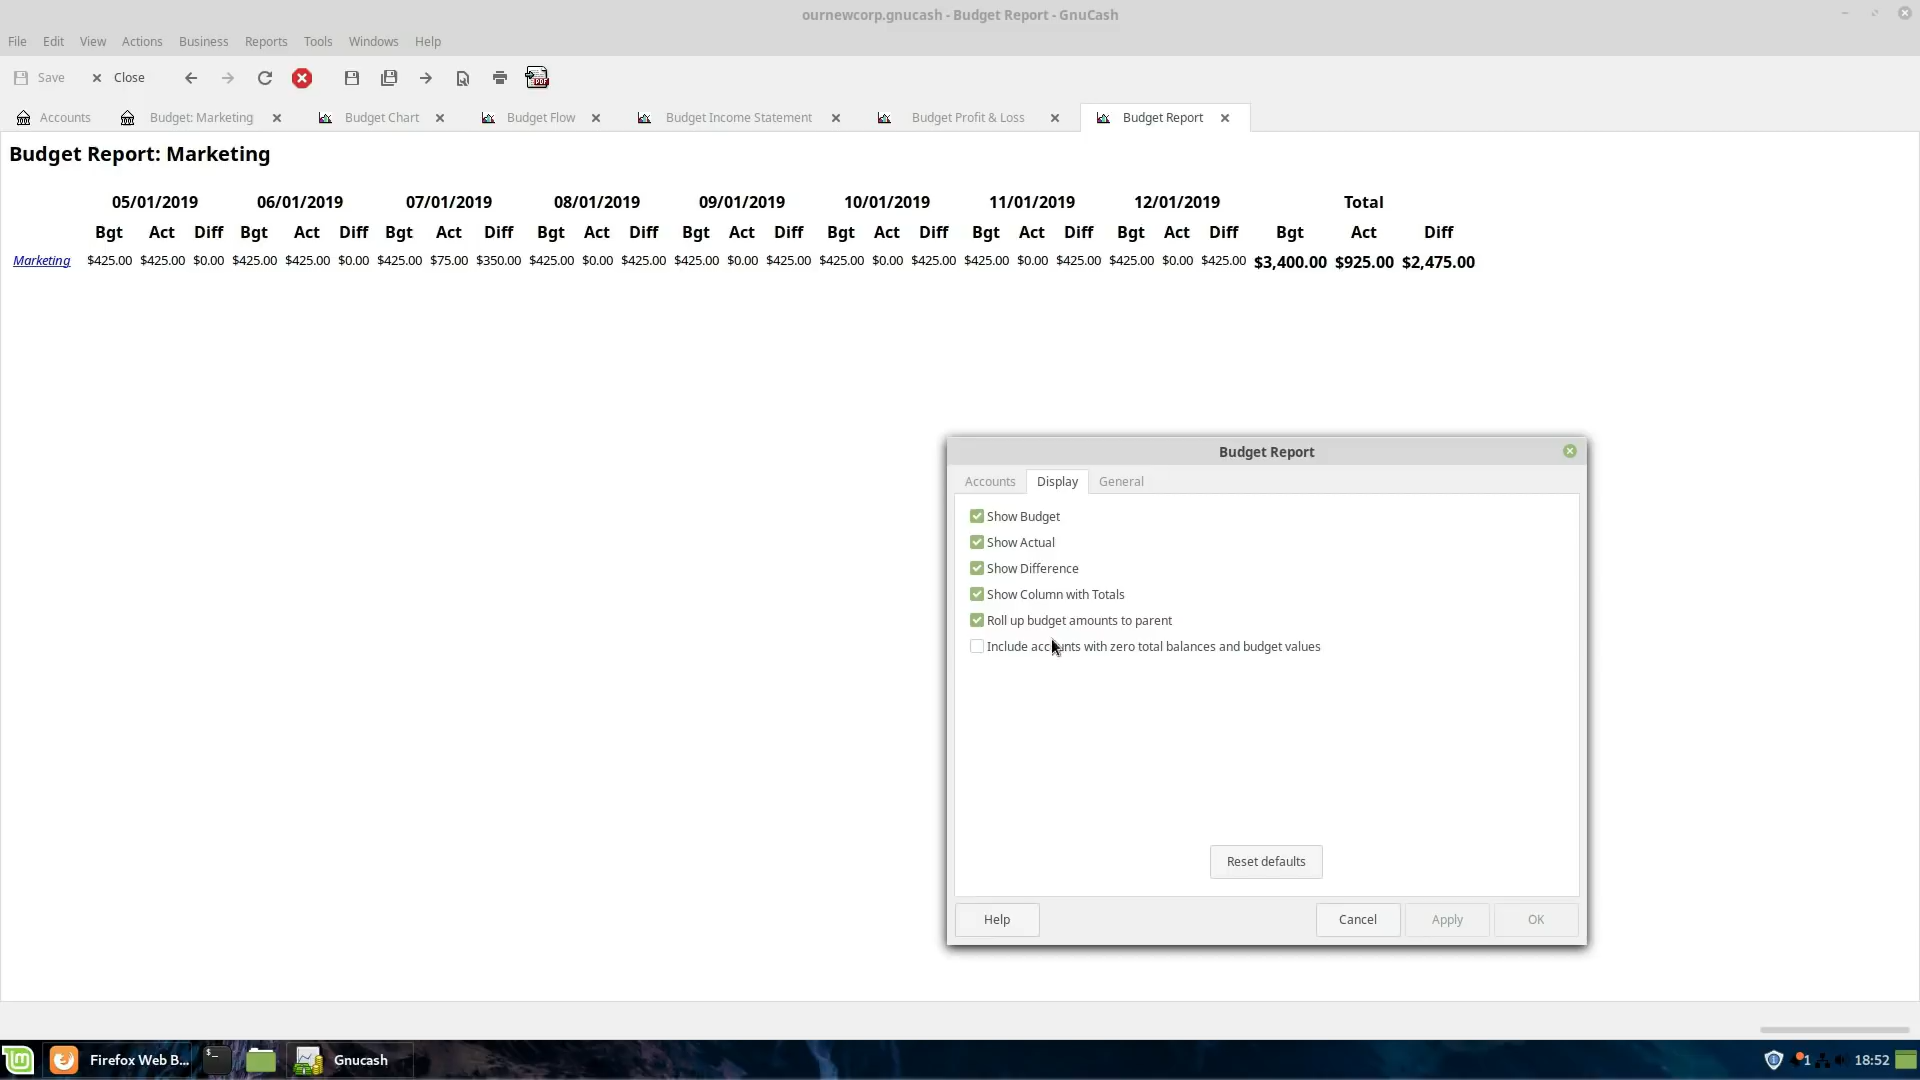 ournewcorp.gnucash - Budget Report - GnuCash
File Edit View Actions Business Reports Tools Windows Help
Save Close
Accounts Budget: Marketing Budget Chart Budget Flow Budget Income Statement Budget Profit & Loss Budget Report
Budget Report: Marketing
05/01/2019 06/01/2019 07/01/2019 08/01/2019 09/01/2019 10/01/2019 11/01/2019 12/01/2019 Total
Bgt Act Diff Bgt Act Diff Bgt Act Diff Bgt Act Diff Bgt Act Diff Bgt Act Diff Bgt Act Diff Bgt Act Diff Bgt Act Diff
Marketing $425.00 $425.00 $0.00 $425.00 $425.00 $0.00 $425.00 $75.00 $350.00 $425.00 $0.00 $425.00 $425.00 $0.00 $425.00 $425.00 $0.00 $425.00 $425.00 $0.00 $425.00 $425.00 $0.00 $425.00 $3,400.00 $925.00 $2,475.00
Budget Report
Accounts Display General
Show Budget
Show Actual
Show Difference
Show Column with Totals
Roll up budget amounts to parent
Include accounts with zero total balances and budget values
Reset defaults
Help Cancel Apply OK
Firefox Web B... Gnucash 1 18:52